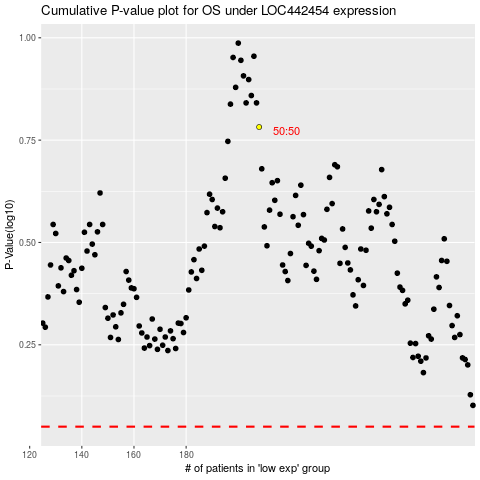 Cumulative P-value plot for OS under LOC442454 expression
P-Value(log10)
1.00
0.75
0.50
0.25
50:50
120 140 160 180
# of patients in 'low exp' group